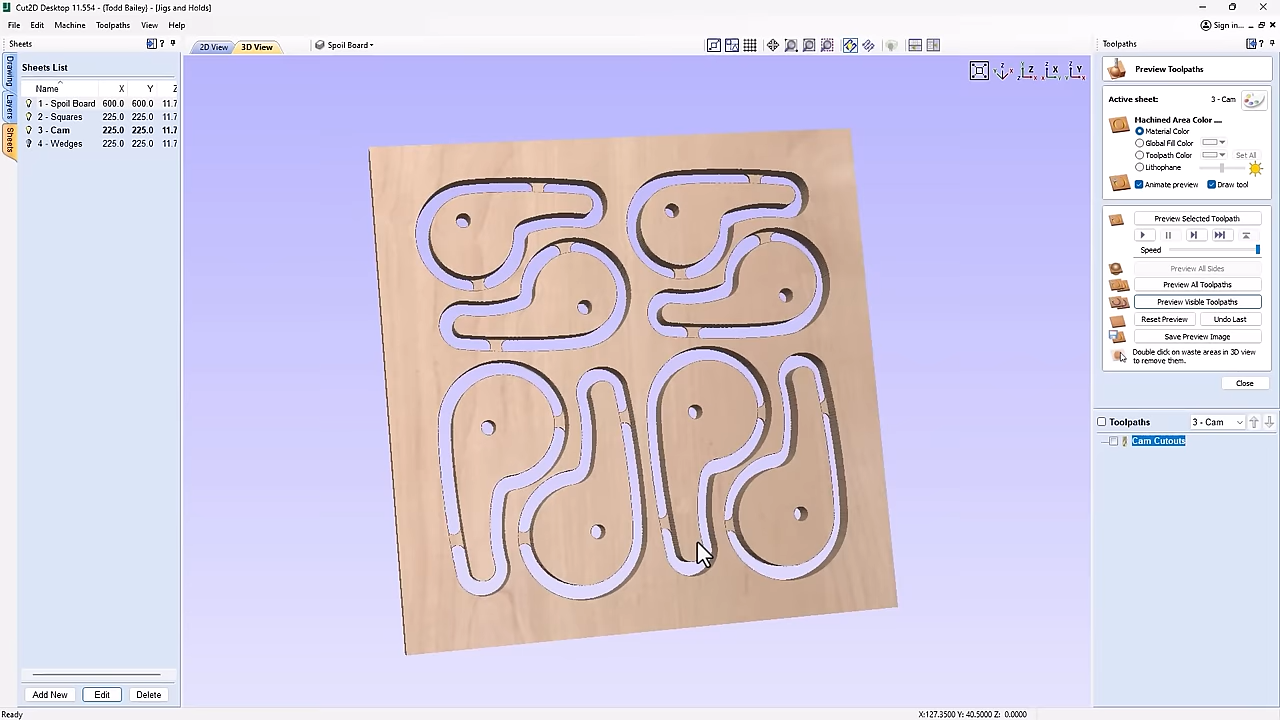 Cut2D Desktop 11.554 - (Todd Bailey) - [Jigs and Holds]
File Edit Machine Toolpaths View Help
Sign in...
Sheets
2D View 3D View Spoil Board
Toolpaths
Drawing
Layers
Sheets
Sheets List
Name X Y Z
1 - Spoil Board 600.0 600.0 11.7
2 - Squares 225.0 225.0 11.7
3 - Cam 225.0 225.0 11.7
4 - Wedges 225.0 225.0 11.7
Z X Y
Preview Toolpaths
Active sheet: 3 - Cam
Machined Area Color ....
Material Color
Global Fill Color
Toolpath Color Set All
Lithophane
Animate preview Draw tool
Preview Selected Toolpath
Speed
Preview All Sides
Preview All Toolpaths
Preview Visible Toolpaths
Reset Preview Undo Last
Save Preview Image
Double click on waste areas in 3D view
to remove them.
Close
Toolpaths 3 - Cam
Cam Cutouts
Add New Edit Delete
Ready X:127.3500 Y: 40.5000 Z: 0.0000